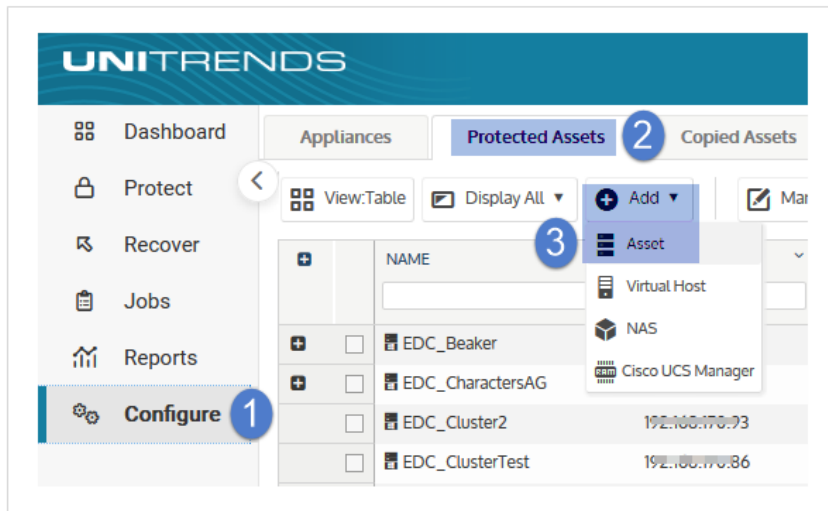 UNITRENDS
Dashboard
Protect
Recover
Jobs
Reports
Configure 1
Appliances Protected Assets 2 Copied Assets
View:Table Display All Add
3 Asset
Virtual Host
NAS
Cisco UCS Manager
NAME
EDC_Beaker
EDC_CharactersAG
EDC_Cluster2
EDC_ClusterTest